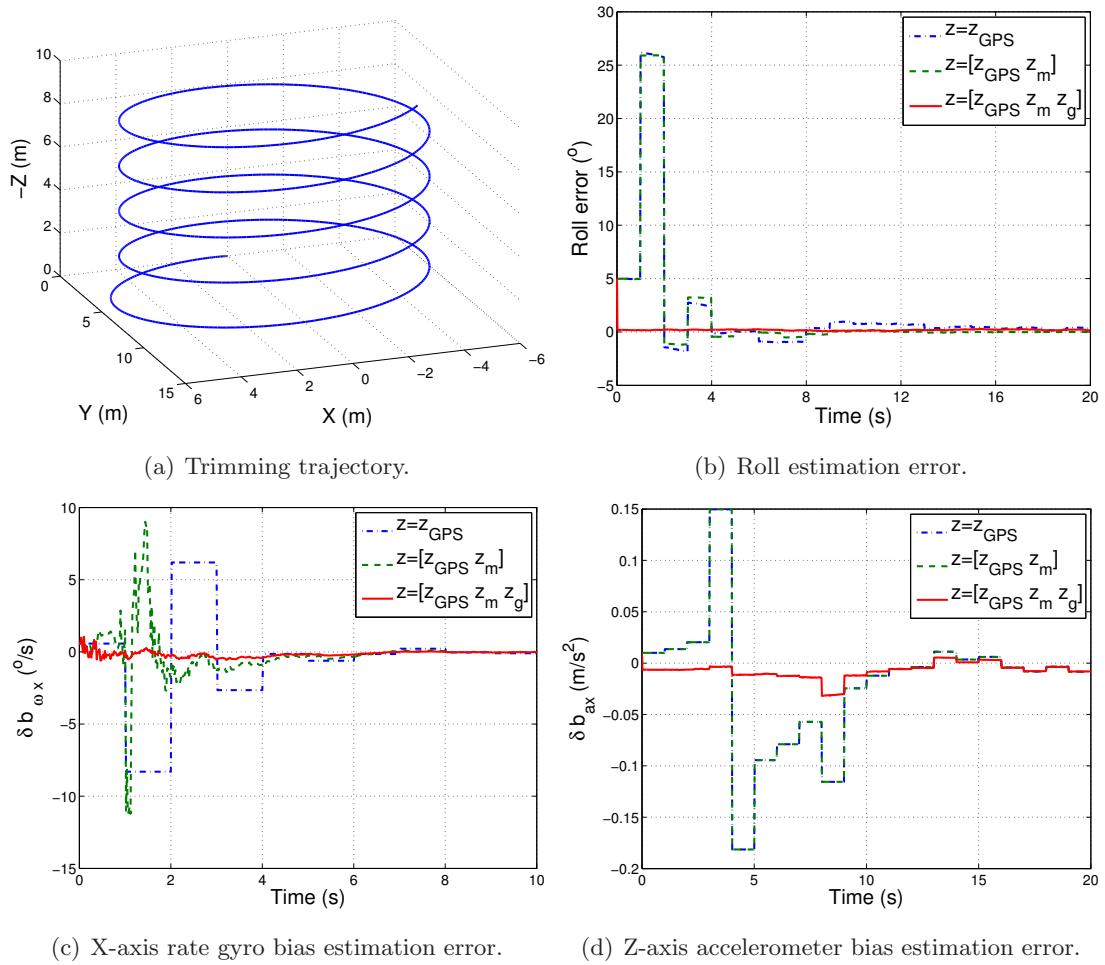 10
8
6
4
2
0
-Z (m)
0
5
10
15
Y (m)
6
4
2
0
−2
−4
−6
X (m)
(a) Trimming trajectory.
30
25
20
15
10
5
0
−5
Roll error (°)
z=z_GPS
z=[z_GPS z_m]
z=[z_GPS z_m z_g]
0
4
8
12
16
20
Time (s)
(b) Roll estimation error.
10
5
0
−5
−10
−15
δ b_ω x (°/s)
z=z_GPS
z=[z_GPS z_m]
z=[z_GPS z_m z_g]
0
2
4
6
8
10
Time (s)
(c) X-axis rate gyro bias estimation error.
0.15
0.1
0.05
0
−0.05
−0.1
−0.15
−0.2
δ b_ax (m/s²)
z=z_GPS
z=[z_GPS z_m]
z=[z_GPS z_m z_g]
0
5
10
15
20
Time (s)
(d) Z-axis accelerometer bias estimation error.